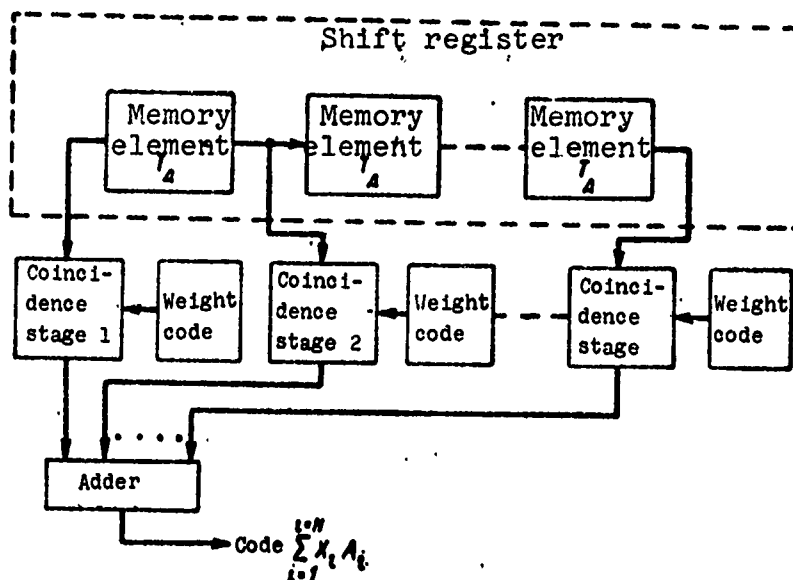 Shift register
Memory element T_A
Memory element T_A
Memory element T_A
Coinci-
dence
stage 1
Weight
code
Coinci-
dence
stage 2
Weight
code
Coinci-
dence
stage
Weight
code
Adder
Code \sum_{i=1}^{i=N} X_i A_i